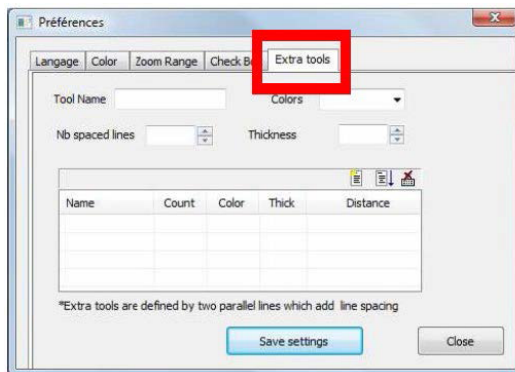 Préférences
Langage Color Zoom Range Check Extra tools
Tool Name Colors
Nb spaced lines Thickness
Name Count Color Thick Distance
*Extra tools are defined by two parallel lines which add line spacing
Save settings Close